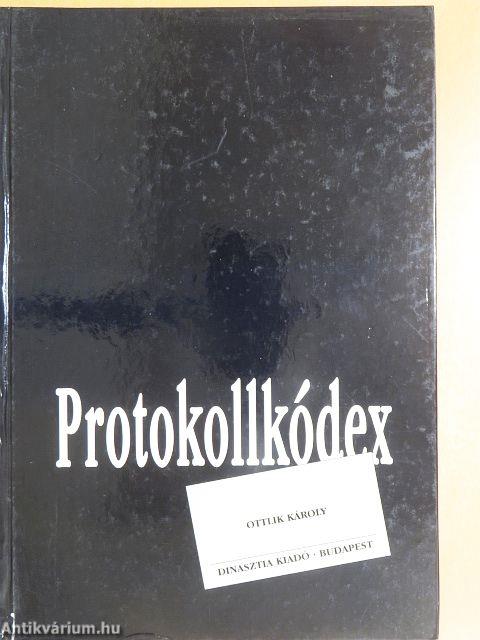 Protokollkódex
OTTLIK KÁROLY
DINASZTIA KIADÓ · BUDAPEST
Antikvárium.hu